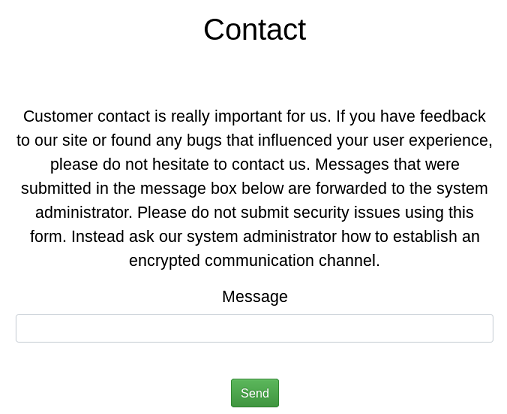 Contact
Customer contact is really important for us. If you have feedback
to our site or found any bugs that influenced your user experience,
please do not hesitate to contact us. Messages that were
submitted in the message box below are forwarded to the system
administrator. Please do not submit security issues using this
form. Instead ask our system administrator how to establish an
encrypted communication channel.
Message
Send